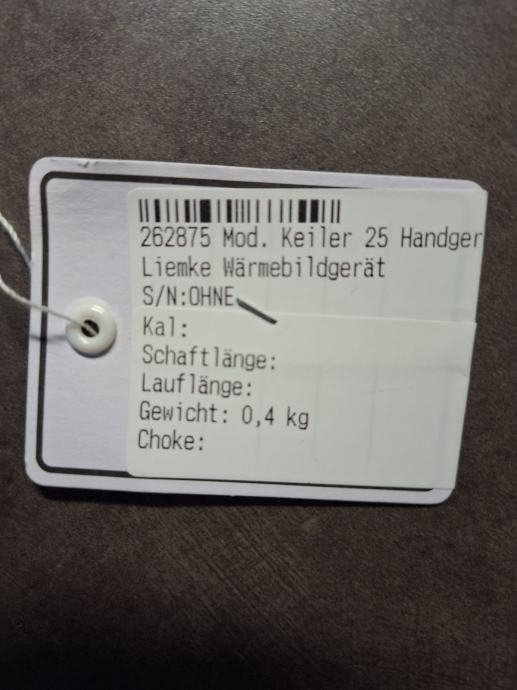 262875 Mod. Keiler 25 Handger
Liemke Wärmebildgerät
S/N:OHNE
Kal:
Schaftlänge:
Lauflänge:
Gewicht: 0,4 kg
Choke: